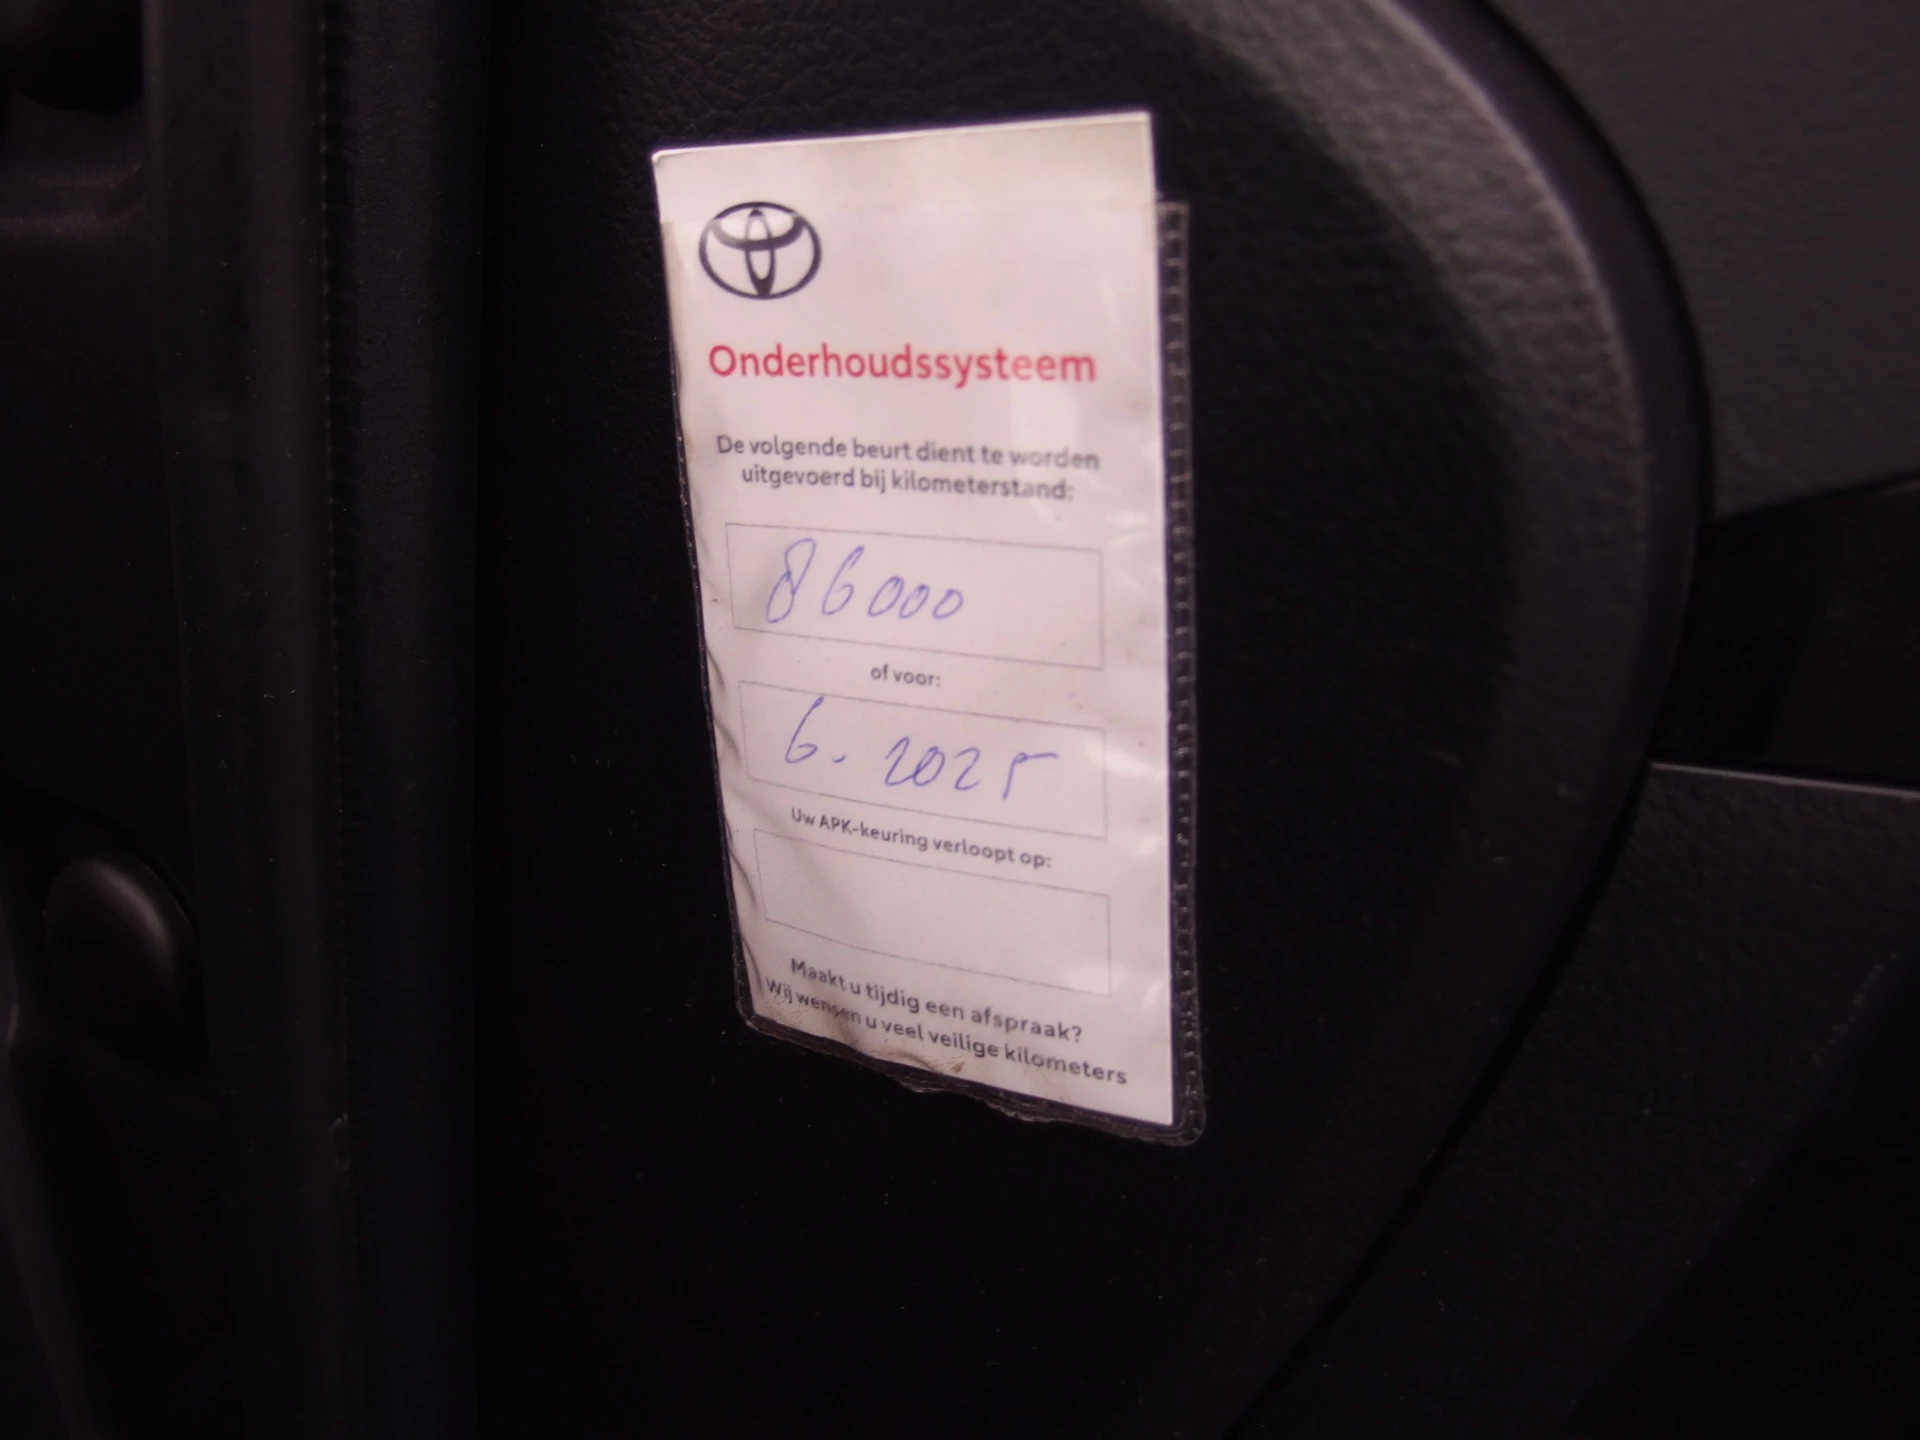 Onderhoudssysteem
De volgende beurt dient te worden
uitgevoerd bij kilometerstand:
86000
of voor:
6. 2025
Uw APK-keuring verloopt op:
Maakt u tijdig een afspraak?
Wij wensen u veel veilige kilometers